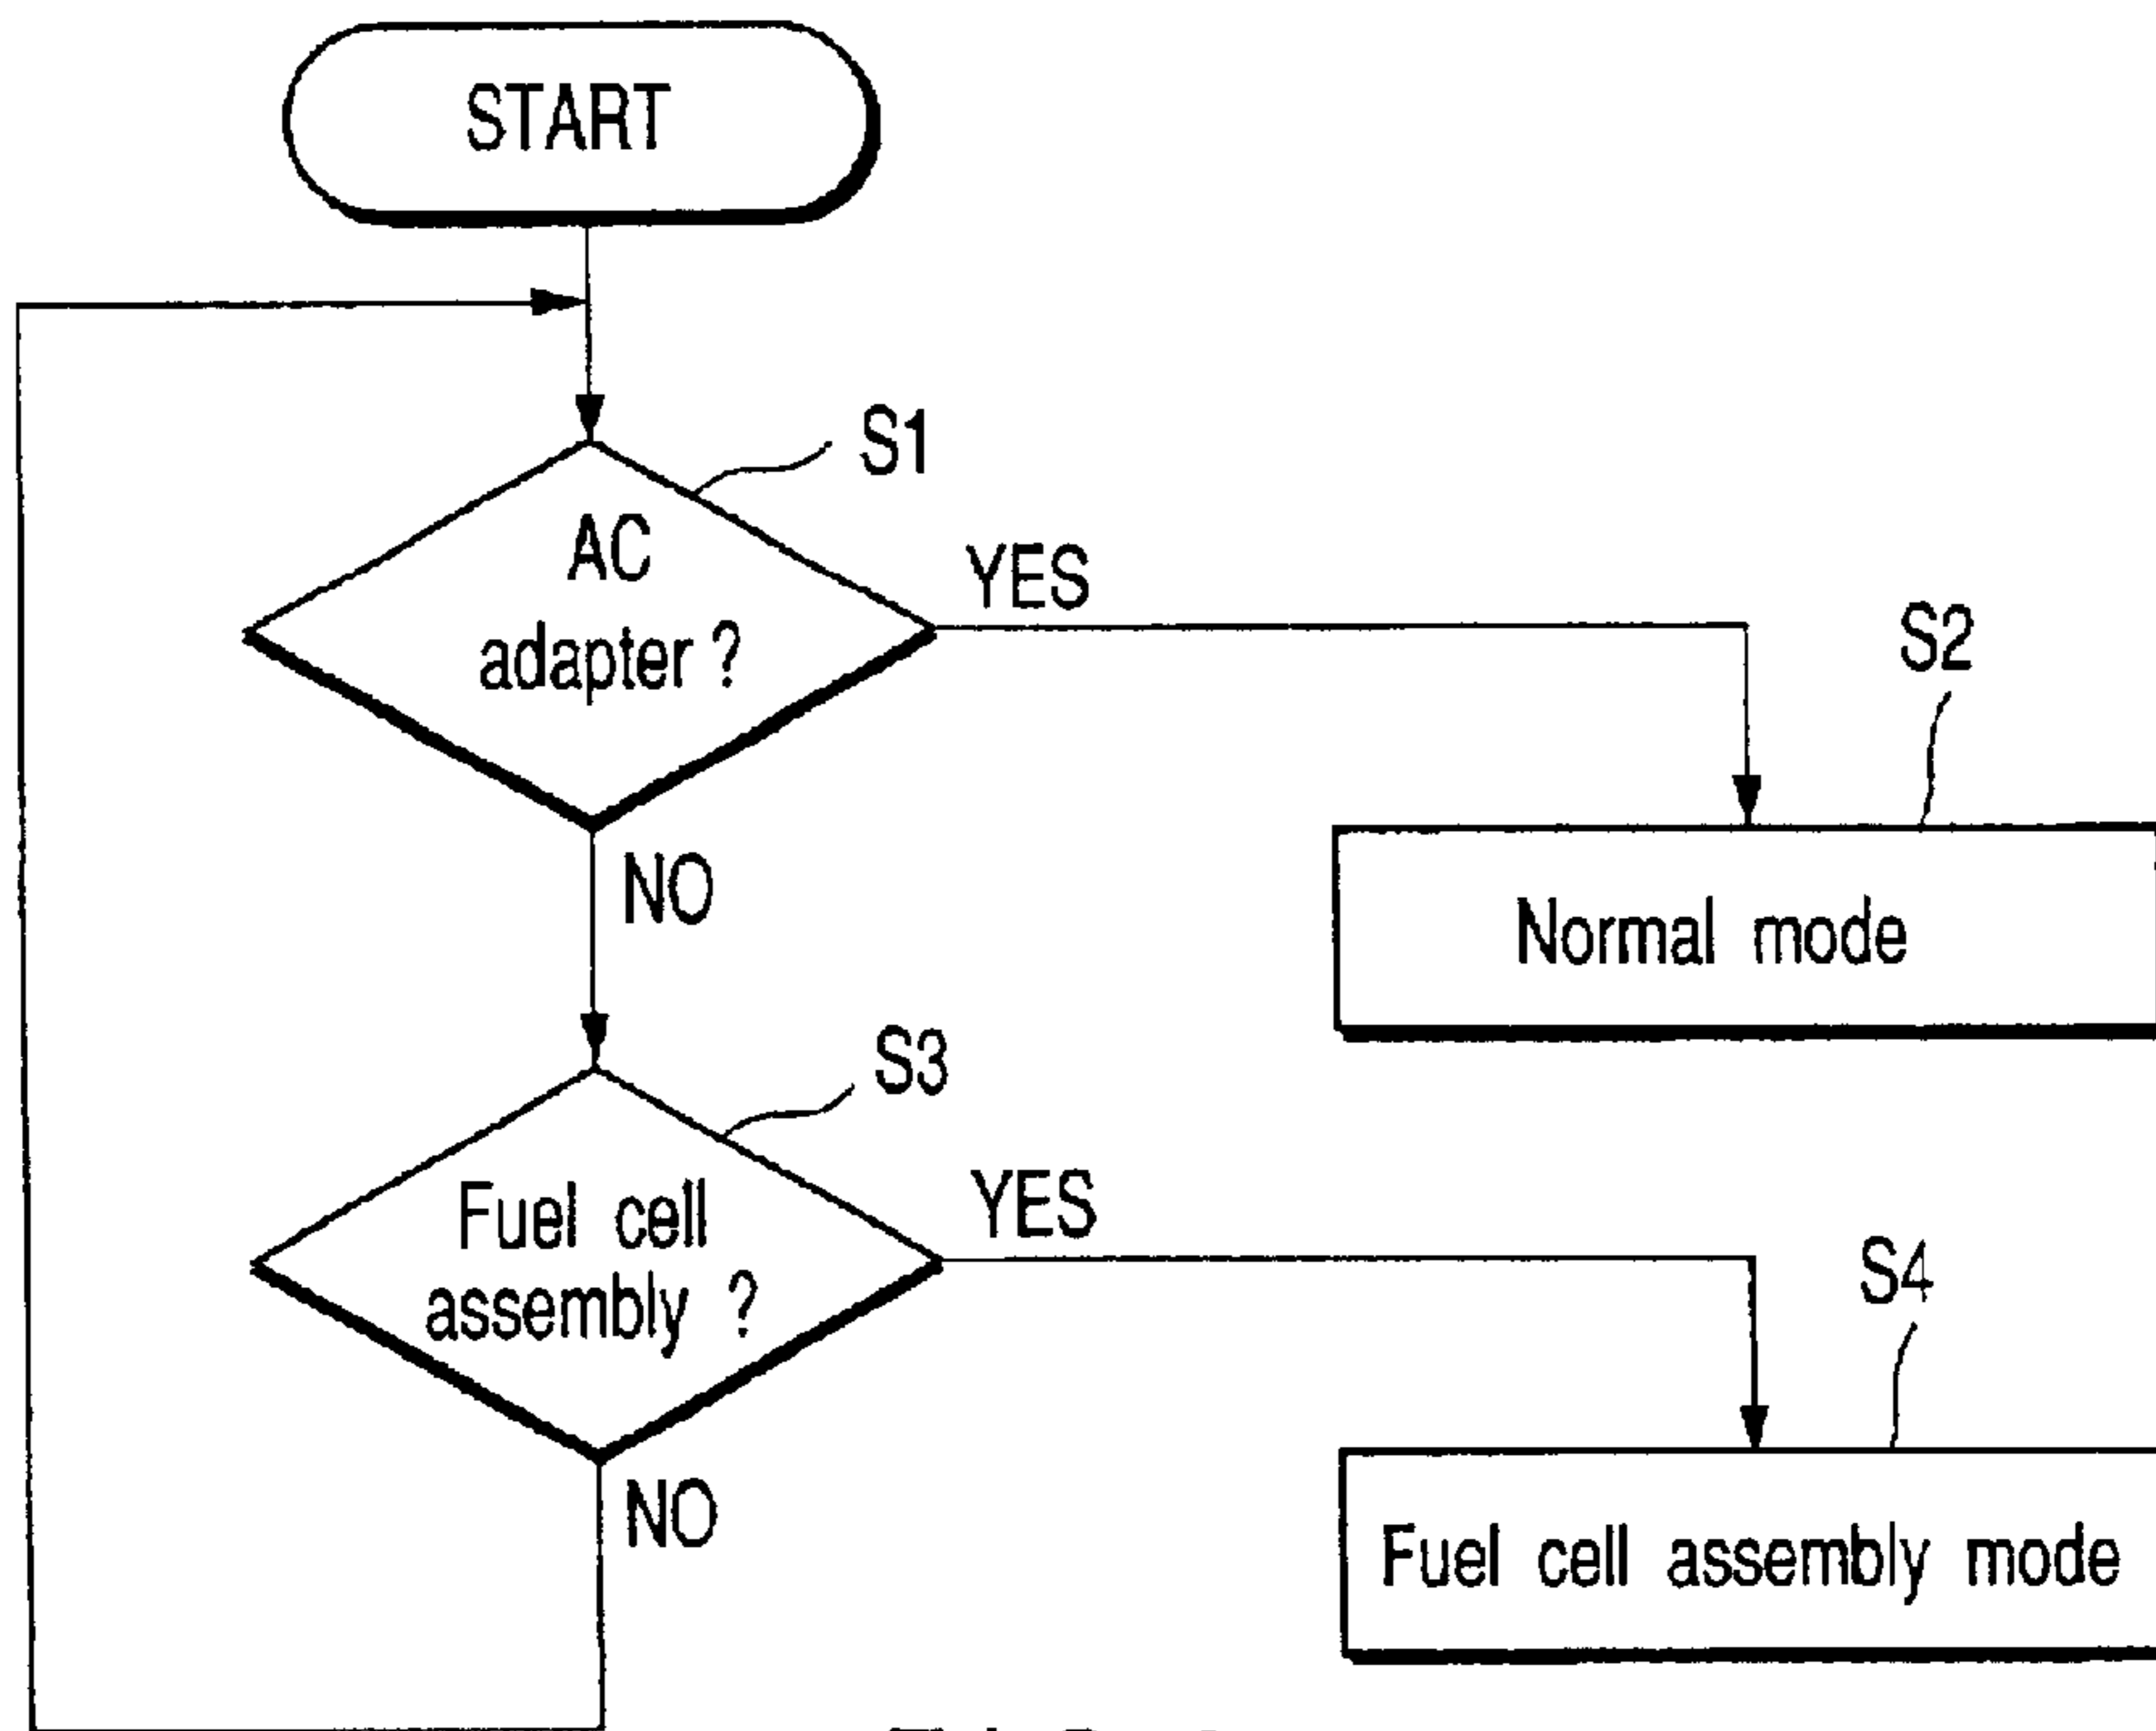 START
S1
AC
adapter ?
YES
S2
Normal mode
NO
S3
Fuel cell
assembly ?
YES
S4
Fuel cell assembly mode
NO